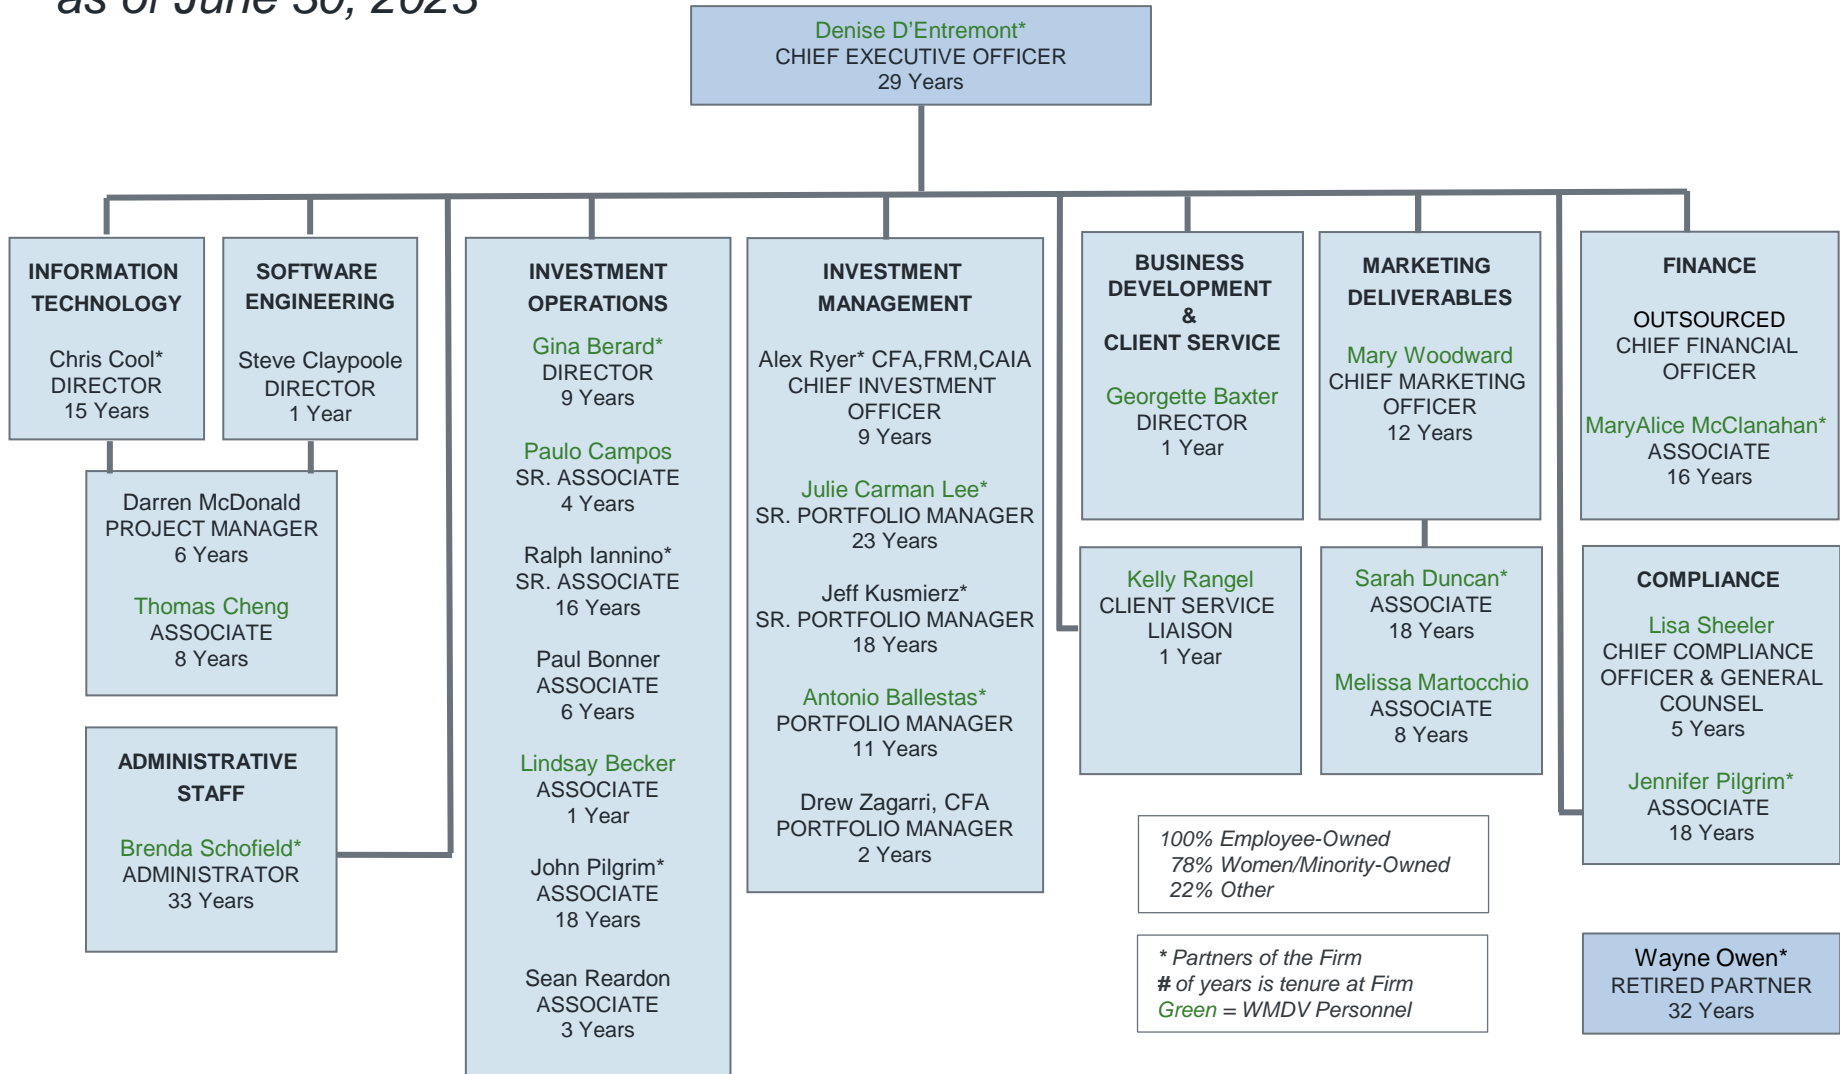 as of June 30, 2023
Denise D'Entremont*
CHIEF EXECUTIVE OFFICER
29 Years
INFORMATION
TECHNOLOGY
Chris Cool*
DIRECTOR
15 Years
SOFTWARE
ENGINEERING
Steve Claypoole
DIRECTOR
1 Year
Darren McDonald
PROJECT MANAGER
6 Years
Thomas Cheng
ASSOCIATE
8 Years
ADMINISTRATIVE
STAFF
Brenda Schofield*
ADMINISTRATOR
33 Years
INVESTMENT
OPERATIONS
Gina Berard*
DIRECTOR
9 Years
Paulo Campos
SR. ASSOCIATE
4 Years
Ralph Iannino*
SR. ASSOCIATE
16 Years
Paul Bonner
ASSOCIATE
6 Years
Lindsay Becker
ASSOCIATE
1 Year
John Pilgrim*
ASSOCIATE
18 Years
Sean Reardon
ASSOCIATE
3 Years
INVESTMENT
MANAGEMENT
Alex Ryer* CFA,FRM,CAIA
CHIEF INVESTMENT
OFFICER
9 Years
Julie Carman Lee*
SR. PORTFOLIO MANAGER
23 Years
Jeff Kusmierz*
SR. PORTFOLIO MANAGER
18 Years
Antonio Ballestas*
PORTFOLIO MANAGER
11 Years
Drew Zagarri, CFA
PORTFOLIO MANAGER
2 Years
BUSINESS
DEVELOPMENT
&
CLIENT SERVICE
Georgette Baxter
DIRECTOR
1 Year
Kelly Rangel
CLIENT SERVICE
LIAISON
1 Year
MARKETING
DELIVERABLES
Mary Woodward
CHIEF MARKETING
OFFICER
12 Years
Sarah Duncan*
ASSOCIATE
18 Years
Melissa Martocchio
ASSOCIATE
8 Years
FINANCE
OUTSOURCED
CHIEF FINANCIAL
OFFICER
MaryAlice McClanahan*
ASSOCIATE
16 Years
COMPLIANCE
Lisa Sheeler
CHIEF COMPLIANCE
OFFICER & GENERAL
COUNSEL
5 Years
Jennifer Pilgrim*
ASSOCIATE
18 Years
100% Employee-Owned
78% Women/Minority-Owned
22% Other
* Partners of the Firm
# of years is tenure at Firm
Green = WMDV Personnel
Wayne Owen*
RETIRED PARTNER
32 Years